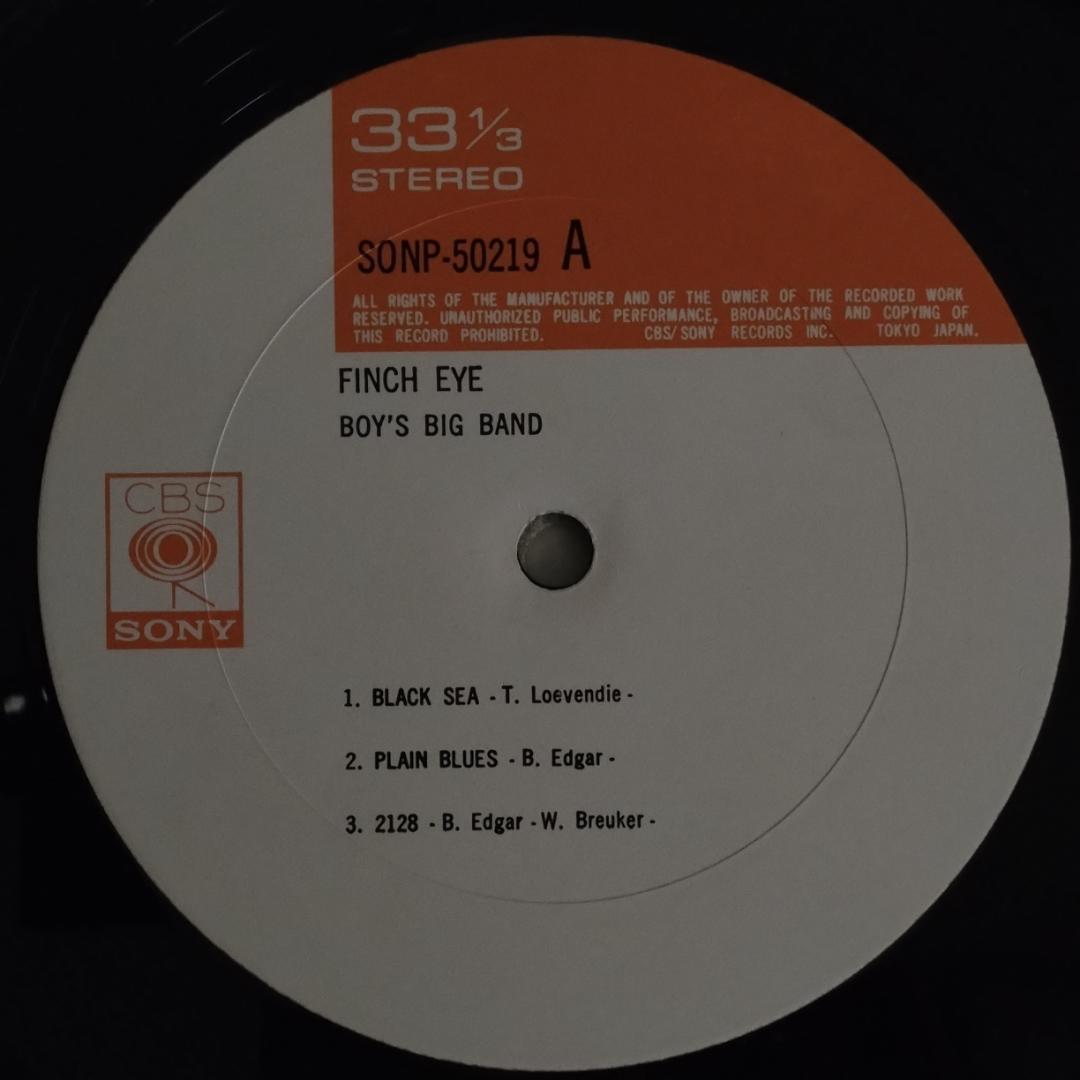 33 1/3
STEREO
SONP-50219 A
ALL RIGHTS OF THE MANUFACTURER AND OF THE OWNER OF THE RECORDED WORK
RESERVED. UNAUTHORIZED PUBLIC PERFORMANCE, BROADCASTING AND COPYING OF
THIS RECORD PROHIBITED. CBS/SONY RECORDS INC. TOKYO JAPAN.
FINCH EYE
BOY'S BIG BAND
CBS
SONY
1. BLACK SEA - T. Loevendie -
2. PLAIN BLUES - B. Edgar -
3. 2128 - B. Edgar - W. Breuker -